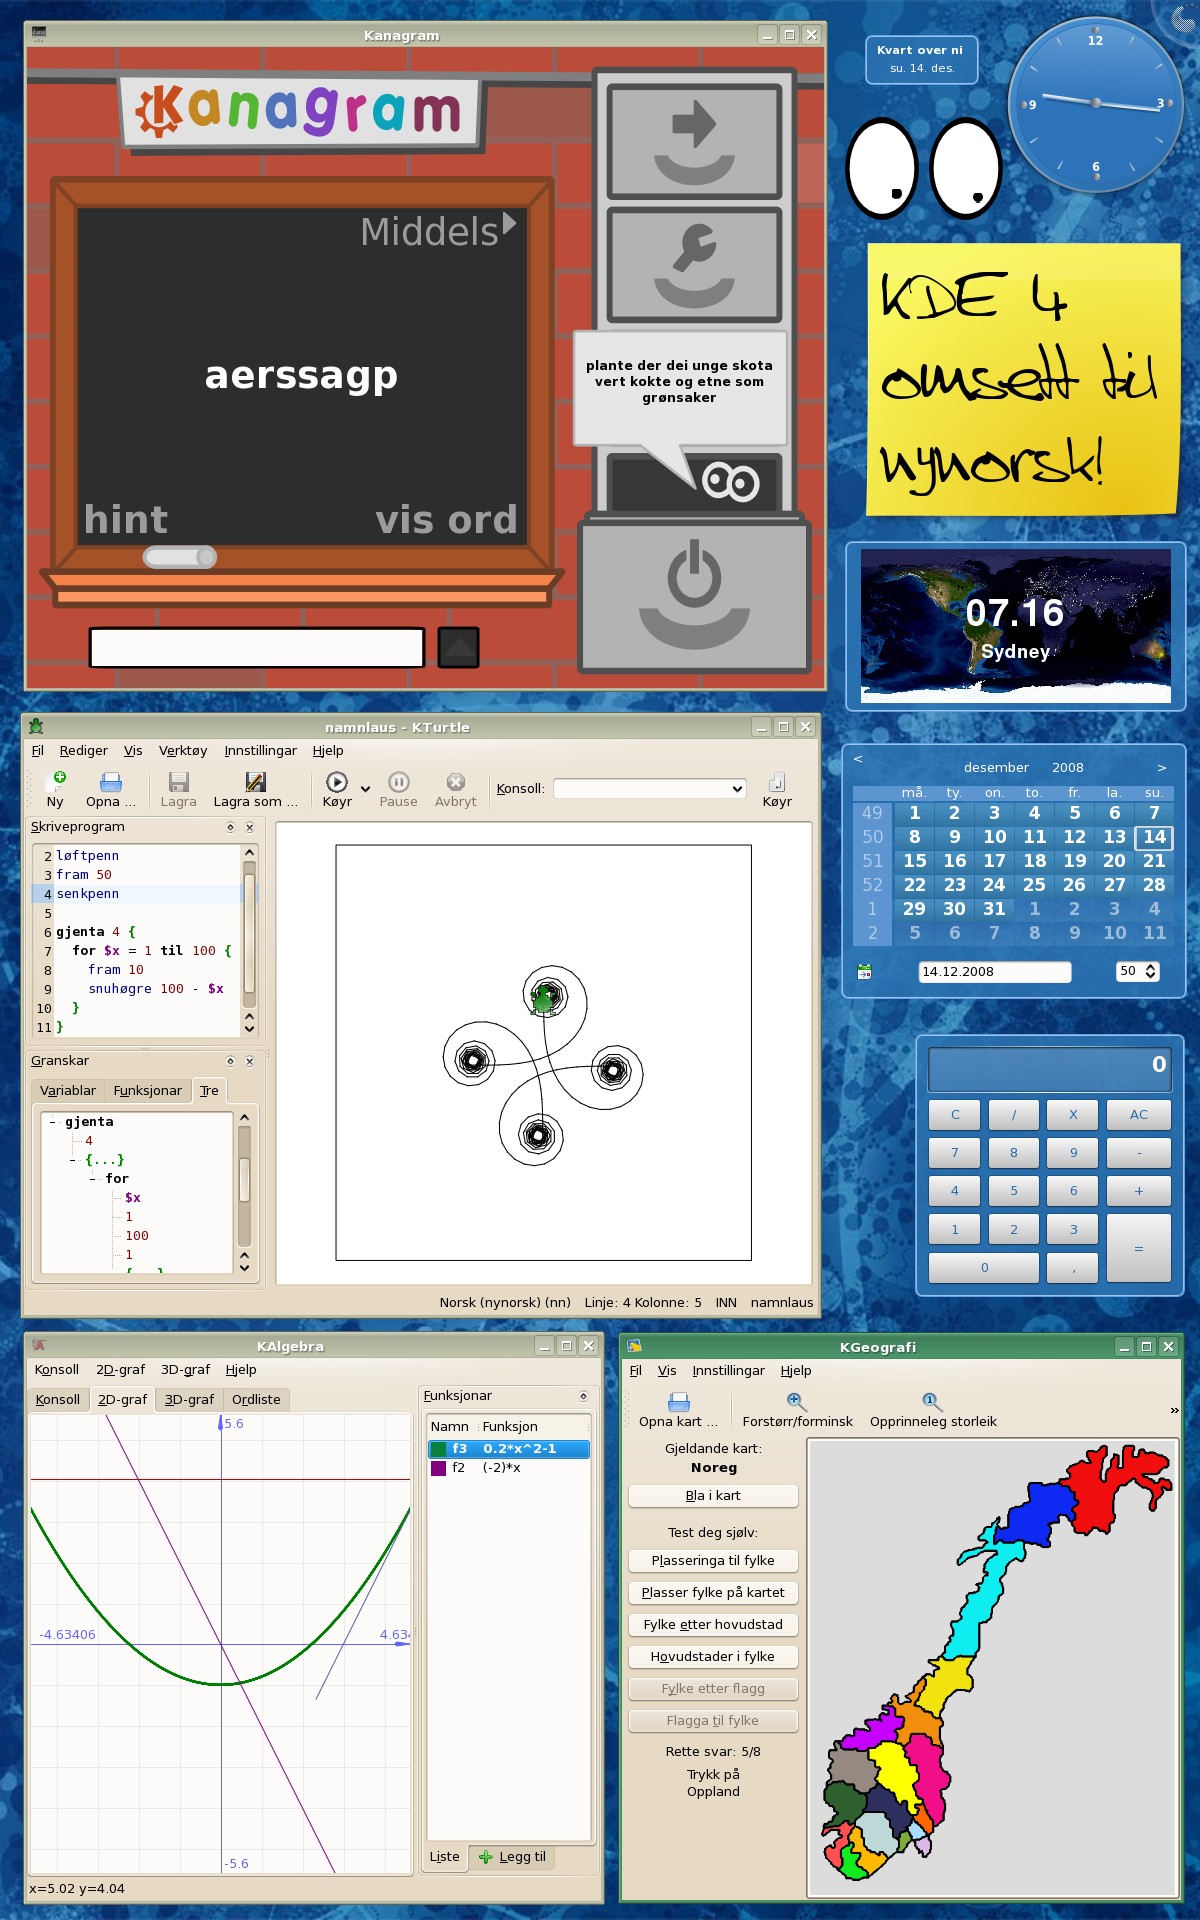 Kanagram
Kanagram
Middels
aerssagp
hint
vis ord
plante der dei unge skota
vert kokte og etne som
grønsaker
Kvart over ni
su. 14. des.
12
9
3
6
KDE 4
omsett til
nynorsk!
07.16
Sydney
desember 2008
< >
må. ty. on. to. fr. la. su.
49 1 2 3 4 5 6 7
50 8 9 10 11 12 13 14
51 15 16 17 18 19 20 21
52 22 23 24 25 26 27 28
1 29 30 31 1 2 3 4
2 5 6 7 8 9 10 11
14.12.2008
50
0
C / X AC
7 8 9 -
4 5 6 +
1 2 3 =
0 ,
namnlaus - KTurtle
Fil Rediger Vis Verktøy Innstillingar Hjelp
Ny Opna ... Lagra Lagra som ... Køyr Pause Avbryt Konsoll: Køyr
Skriveprogram
2 løftpenn
3 fram 50
4 senkpenn
5
6 gjenta 4 {
7 for $x = 1 til 100 {
8 fram 10
9 snuhøgre 100 - $x
10 }
11 }
Granskar
Variablar Funksjonar Tre
gjenta
4
{...}
for
$x
1
100
1
{...}
Norsk (nynorsk) (nn) Linje: 4 Kolonne: 5 INN namnlaus
KAlgebra
Konsoll 2D-graf 3D-graf Hjelp
Konsoll 2D-graf 3D-graf Ordliste
5.6
-4.63406
4.634
-5.6
Funksjonar
Namn Funksjon
f3 0.2*x^2-1
f2 (-2)*x
Liste Legg til
x=5.02 y=4.04
KGeografi
Fil Vis Innstillingar Hjelp
Opna kart ... Forstørr/forminsk Opprinneleg storleik »
Gjeldande kart:
Noreg
Bla i kart
Test deg sjølv:
Plasseringa til fylke
Plasser fylke på kartet
Fylke etter hovudstad
Hovudstader i fylke
Fylke etter flagg
Flagga til fylke
Rette svar: 5/8
Trykk på
Oppland